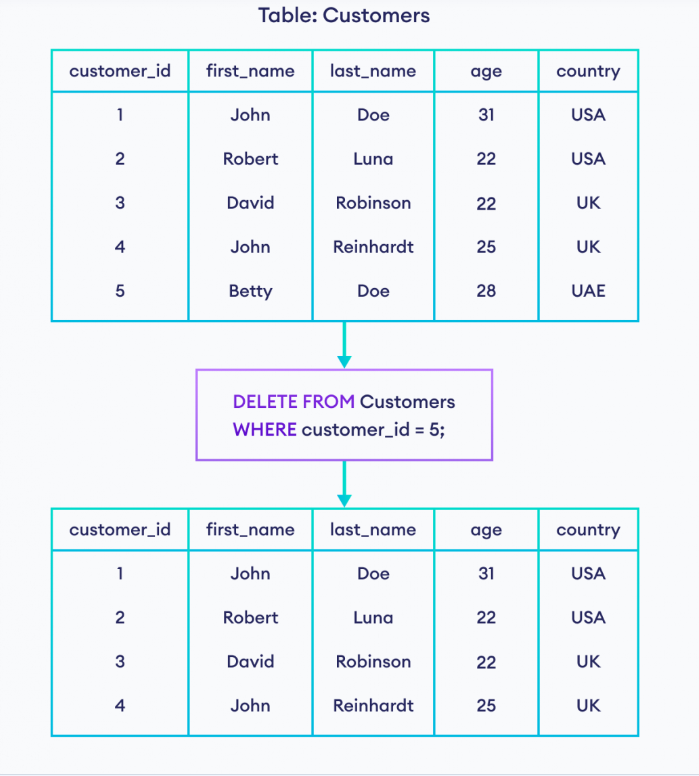 Table: Customers
customer_id first_name last_name age country
1 John Doe 31 USA
2 Robert Luna 22 USA
3 David Robinson 22 UK
4 John Reinhardt 25 UK
5 Betty Doe 28 UAE
DELETE FROM Customers
WHERE customer_id = 5;
customer_id first_name last_name age country
1 John Doe 31 USA
2 Robert Luna 22 USA
3 David Robinson 22 UK
4 John Reinhardt 25 UK